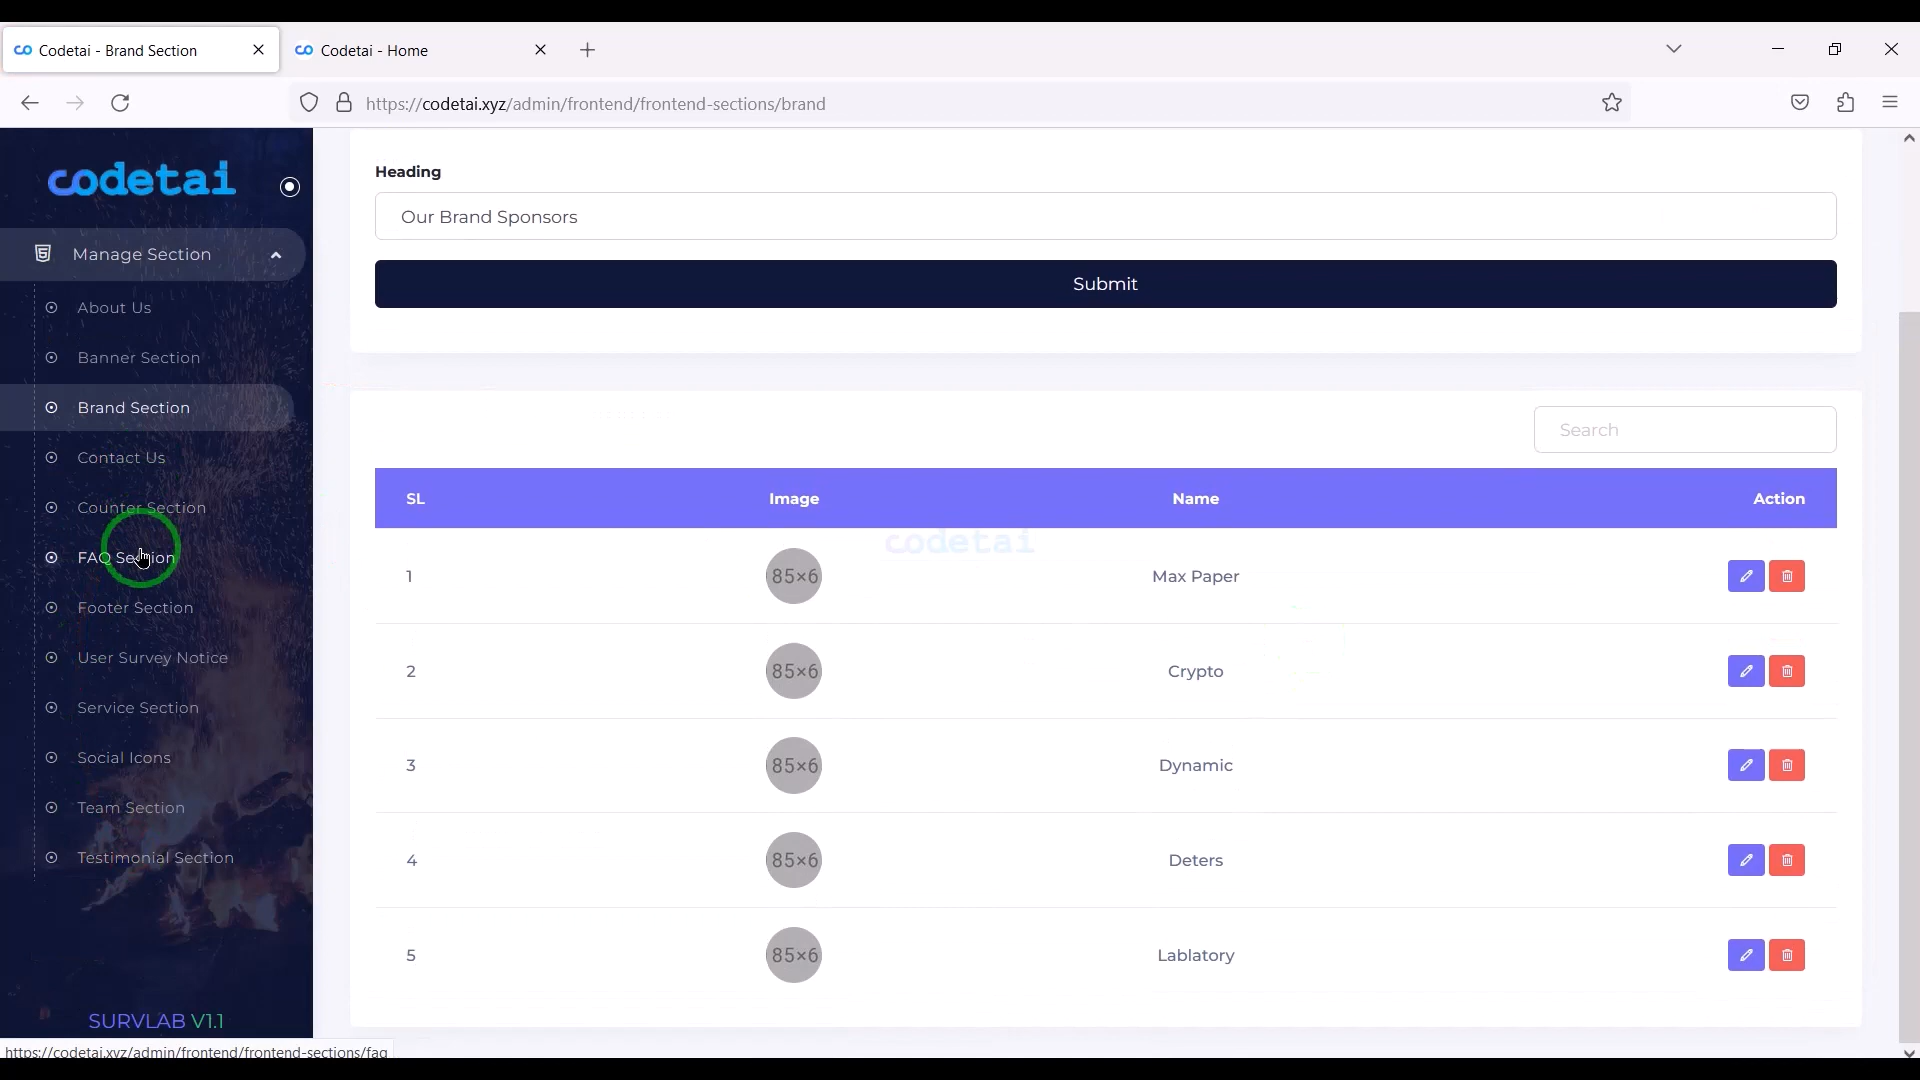 Codetai - Brand Section
Codetai - Home
https://codetai.xyz/admin/frontend/frontend-sections/brand
codetai
Manage Section
About Us
Banner Section
Brand Section
Contact Us
Counter Section
FAQ Section
Footer Section
User Survey Notice
Service Section
Social Icons
Team Section
Testimonial Section
SURVLAB V1.1
https://codetai.xyz/admin/frontend/frontend-sections/faq
Heading
Our Brand Sponsors
Submit
Search
SL Image Name Action
codetai
1 85×6 Max Paper
2 85×6 Crypto
3 85×6 Dynamic
4 85×6 Deters
5 85×6 Lablatory